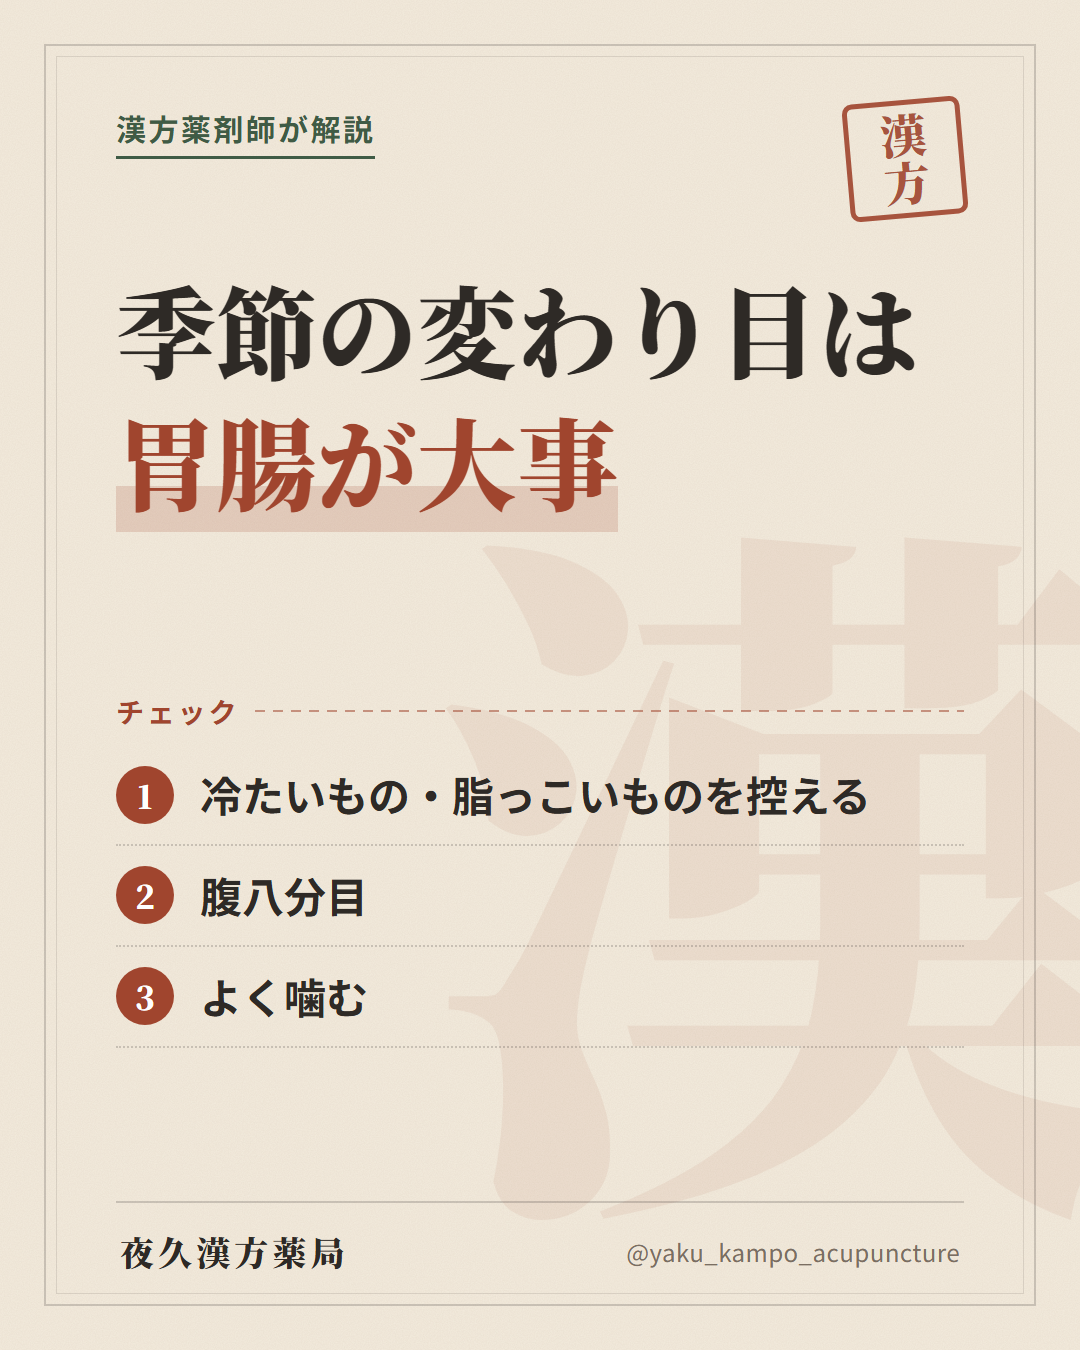 漢方薬剤師が解説
漢
方
季節の変わり目は
胃腸が大事
チェック
1 冷たいもの・脂っこいものを控える
2 腹八分目
3 よく噛む
漢
夜久漢方薬局
@yaku_kampo_acupuncture